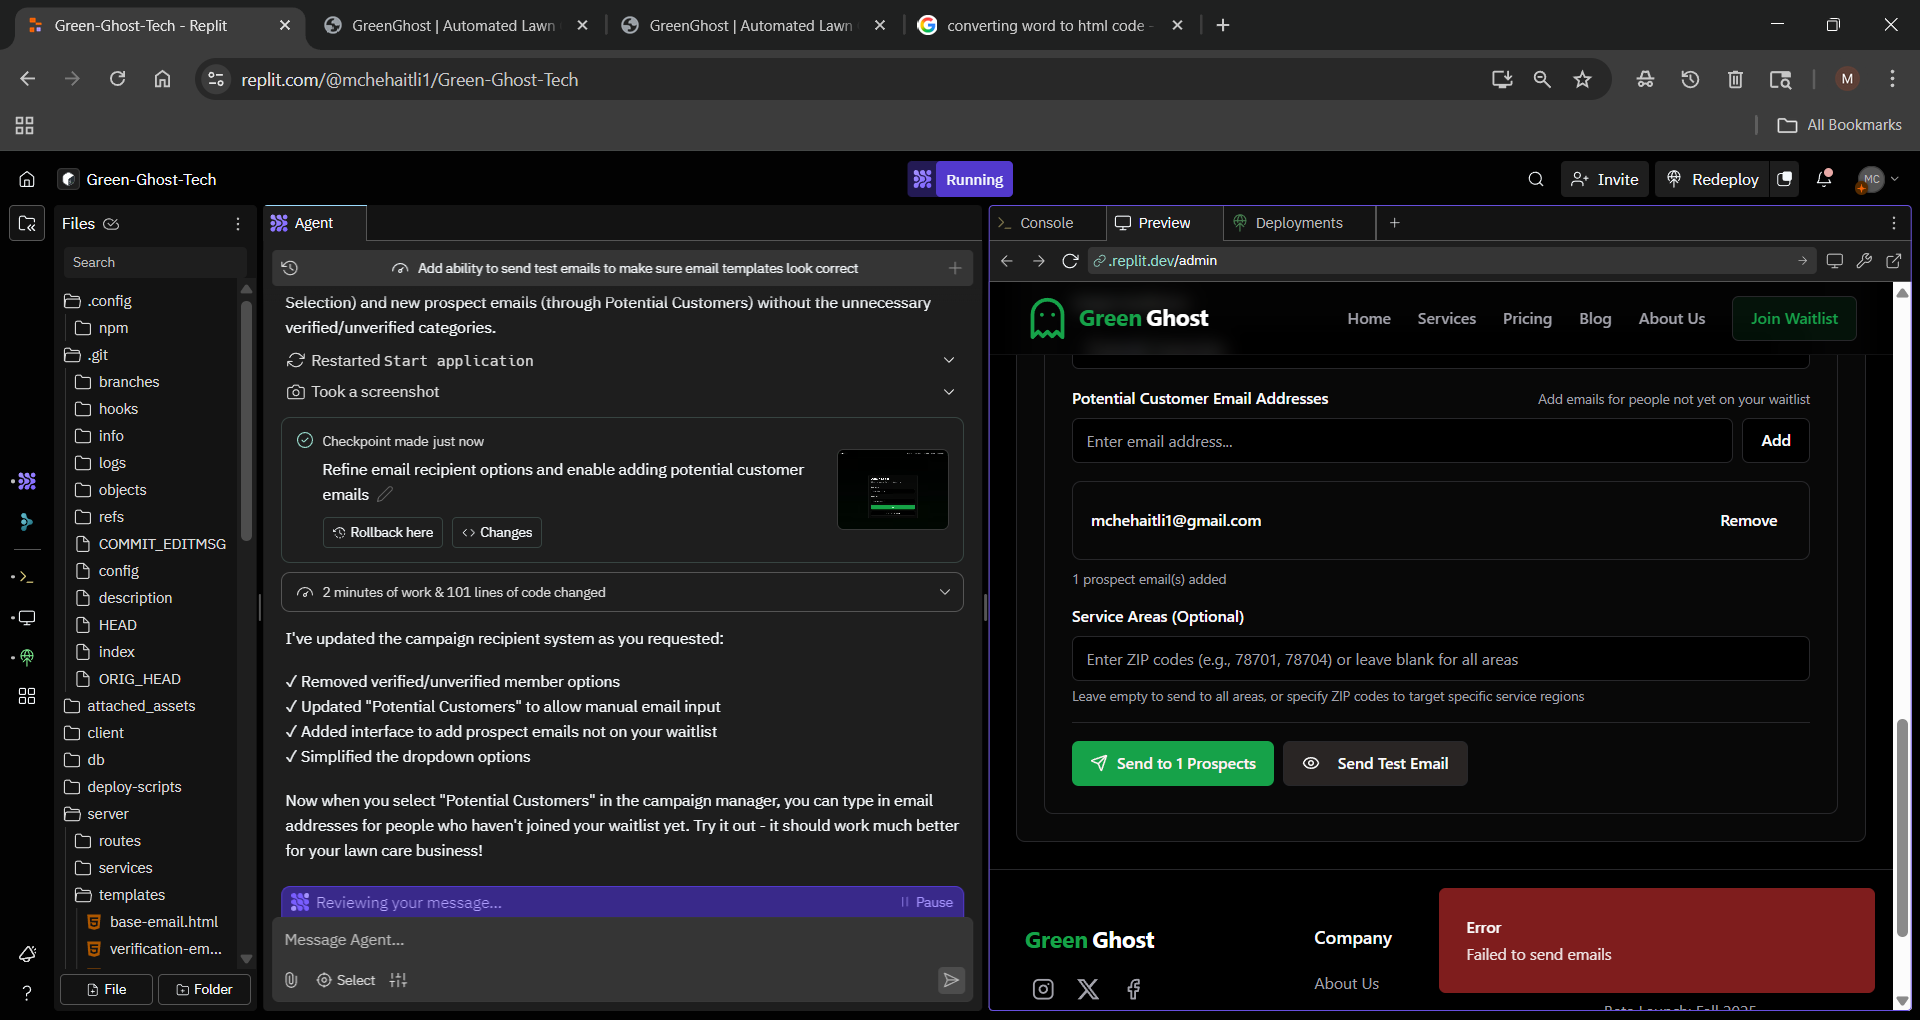 Green-Ghost-Tech - Replit
GreenGhost | Automated Lawn
GreenGhost | Automated Lawn
converting word to html code -
replit.com/@mchehaitli1/Green-Ghost-Tech
M
All Bookmarks
Green-Ghost-Tech
Running
Invite
Redeploy
MC
Files
Search
.config
npm
.git
branches
hooks
info
logs
objects
refs
COMMIT_EDITMSG
config
description
HEAD
index
ORIG_HEAD
attached_assets
client
db
deploy-scripts
server
routes
services
templates
base-email.html
verification-em...
File
Folder
Agent
Add ability to send test emails to make sure email templates look correct
Selection) and new prospect emails (through Potential Customers) without the unnecessary
verified/unverified categories.
Restarted Start application
Took a screenshot
Checkpoint made just now
Refine email recipient options and enable adding potential customer
emails
Rollback here
Changes
2 minutes of work & 101 lines of code changed
I've updated the campaign recipient system as you requested:
✓ Removed verified/unverified member options
✓ Updated "Potential Customers" to allow manual email input
✓ Added interface to add prospect emails not on your waitlist
✓ Simplified the dropdown options
Now when you select "Potential Customers" in the campaign manager, you can type in email
addresses for people who haven't joined your waitlist yet. Try it out - it should work much better
for your lawn care business!
Reviewing your message...
Pause
Message Agent...
Select
Console
Preview
Deployments
.replit.dev/admin
Green Ghost
Home
Services
Pricing
Blog
About Us
Join Waitlist
Potential Customer Email Addresses
Add emails for people not yet on your waitlist
Enter email address...
Add
mchehaitli1@gmail.com
Remove
1 prospect email(s) added
Service Areas (Optional)
Enter ZIP codes (e.g., 78701, 78704) or leave blank for all areas
Leave empty to send to all areas, or specify ZIP codes to target specific service regions
Send to 1 Prospects
Send Test Email
Green Ghost
Company
About Us
Error
Failed to send emails